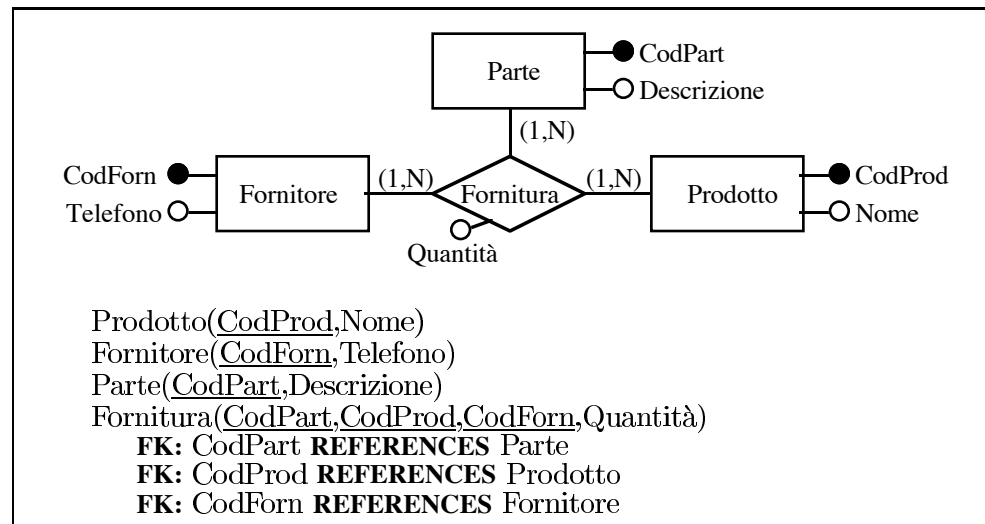 CodPart
Parte
Descrizione
(1,N)
CodForn
Fornitore
Telefono
(1,N)
Fornitura
(1,N)
Prodotto
CodProd
Nome
Quantità
Prodotto(CodProd,Nome)
Fornitore(CodForn,Telefono)
Parte(CodPart,Descrizione)
Fornitura(CodPart,CodProd,CodForn,Quantità)
FK: CodPart REFERENCES Parte
FK: CodProd REFERENCES Prodotto
FK: CodForn REFERENCES Fornitore